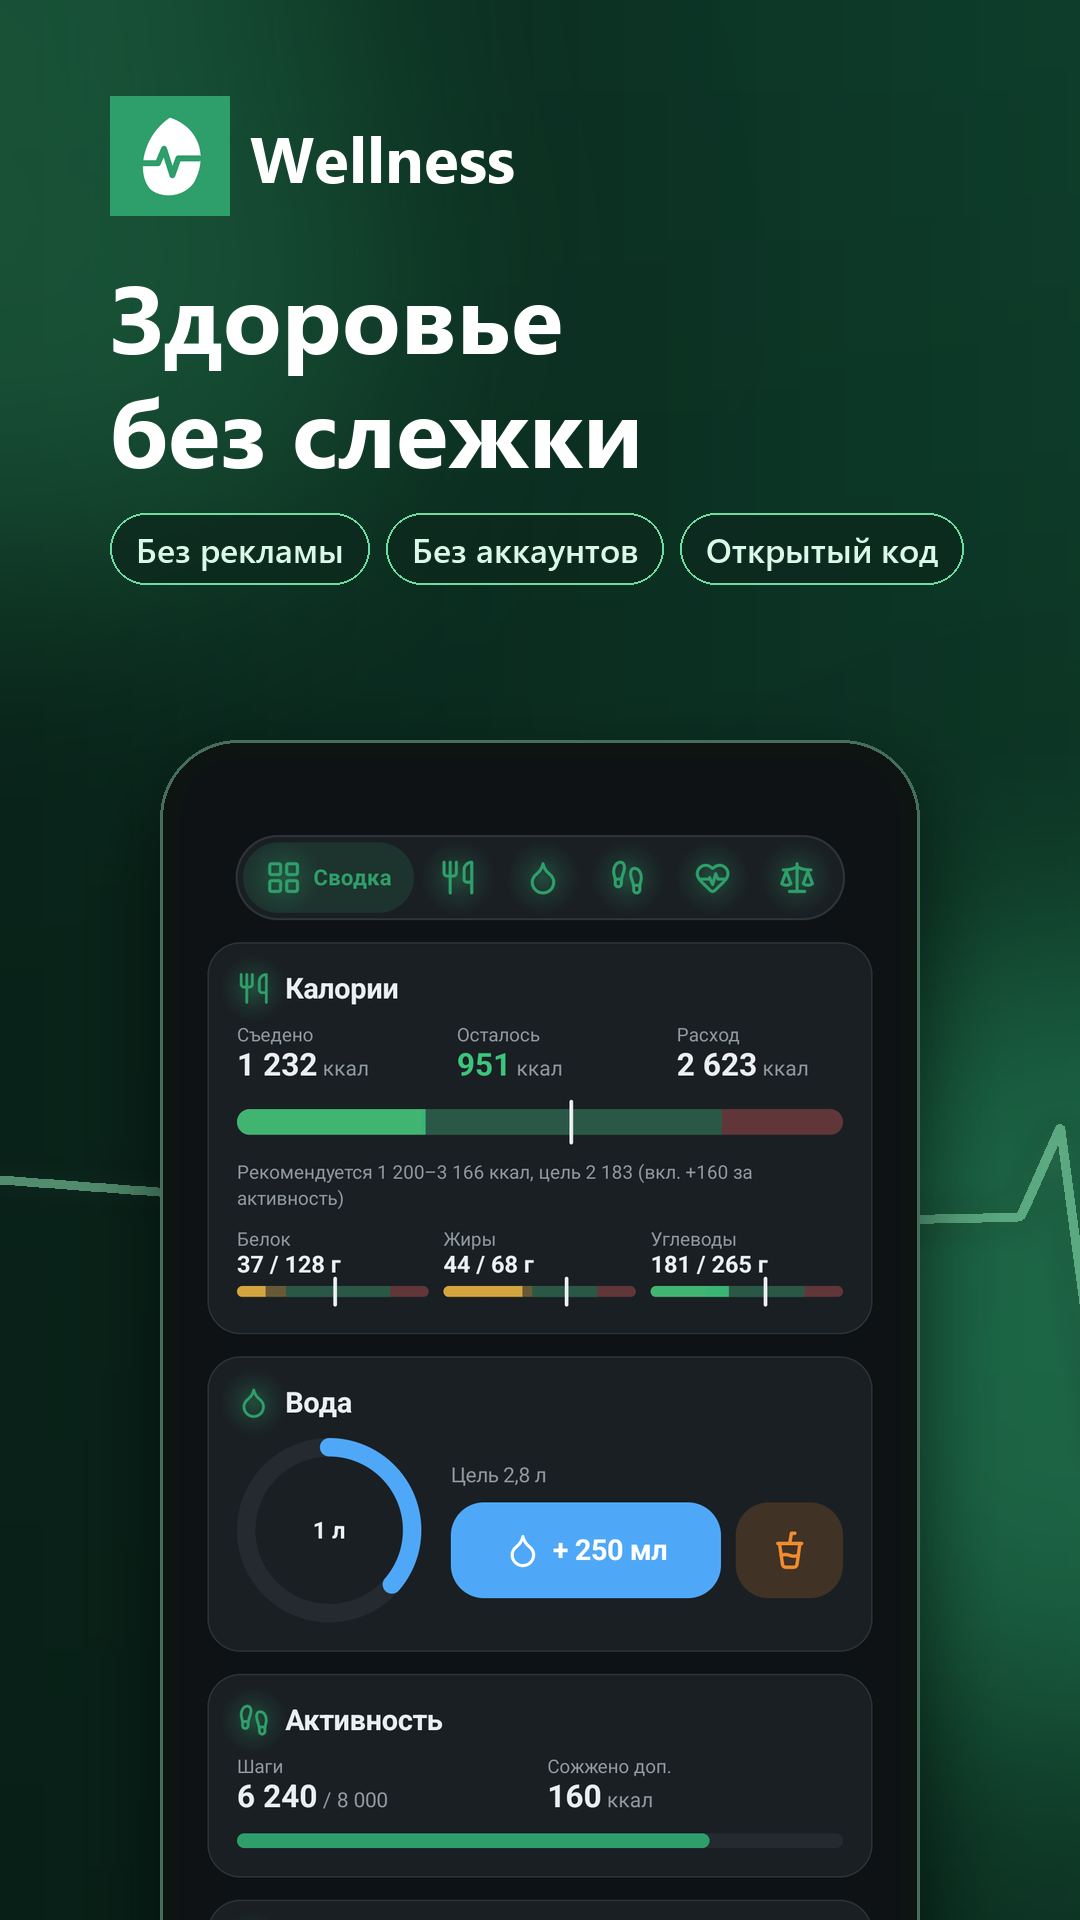 Wellness
Здоровье
без слежки
Без рекламы
Без аккаунтов
Открытый код
Сводка
Калории
Съедено
Осталось
Расход
1 232 ккал
951 ккал
2 623 ккал
Рекомендуется 1 200–3 166 ккал, цель 2 183 (вкл. +160 за
активность)
Белок
Жиры
Углеводы
37 / 128 г
44 / 68 г
181 / 265 г
Вода
1 л
Цель 2,8 л
+ 250 мл
Активность
Шаги
Сожжено доп.
6 240 / 8 000
160 ккал